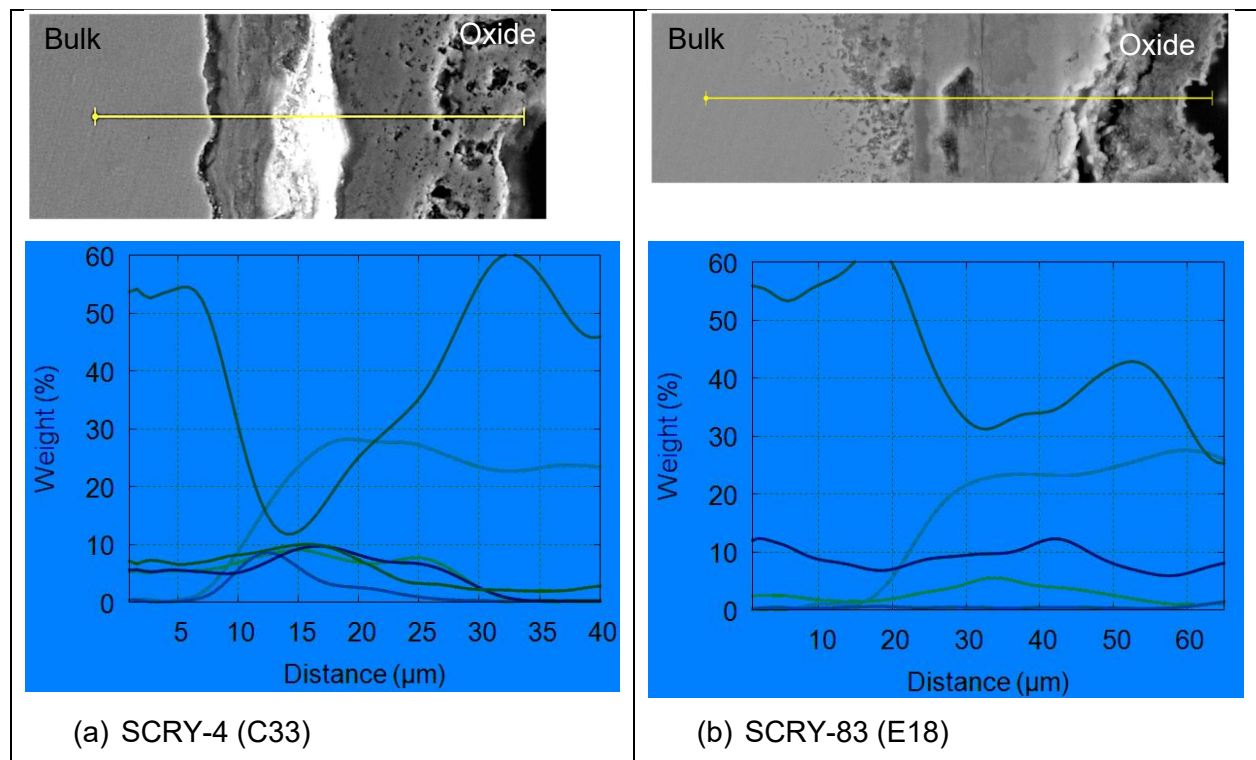 Bulk
Oxide
60
50
40
30
20
10
0
Weight (%)
5 10 15 20 25 30 35 40
Distance (µm)
(a) SCRY-4 (C33)
Bulk
Oxide
60
50
40
30
20
10
0
Weight (%)
10 20 30 40 50 60
Distance (µm)
(b) SCRY-83 (E18)